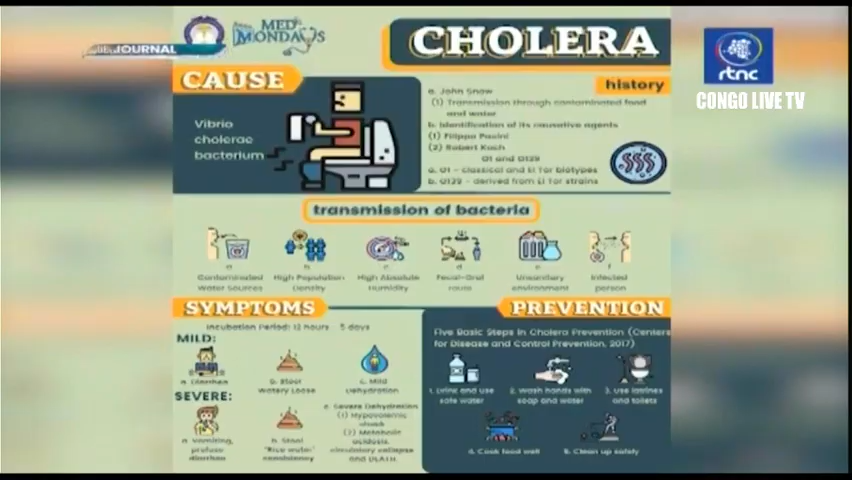 LE JOURNAL
MED
MONDAYS
CHOLERA
rtnc
CONGO LIVE TV
CAUSE
Vibrio
cholerae
bacterium
history
a. John Snow
(1) Transmission through contaminated food
and water
b. Identification of its causative agents
(1) Filippo Pacini
(2) Robert Koch
O1 and O139
a. O1 - classical and El Tor biotypes
b. O139 - derived from El Tor strains
transmission of bacteria
a
Contaminated
Water Sources
b
High Population
Density
c
High Absolute
Humidity
d
Fecal-Oral
route
e
Unsanitary
environment
f
Infected
person
SYMPTOMS
Incubation Period: 12 hours - 5 days
MILD:
a. Diarrhea
b. Stool
Watery Loose
c. Mild
Dehydration
SEVERE:
a. Vomiting,
profuse
diarrhea
b. Stool
"Rice water"
consistency
c. Severe Dehydration
(1) Hypovolemic
shock
(2) Metabolic
acidosis,
circulatory collapse
and DEATH.
PREVENTION
Five Basic Steps in Cholera Prevention (Centers
for Disease and Control Prevention, 2017)
1. Drink and use
safe water
2. Wash hands with
soap and water
3. Use latrines
and toilets
4. Cook food well
5. Clean up safely